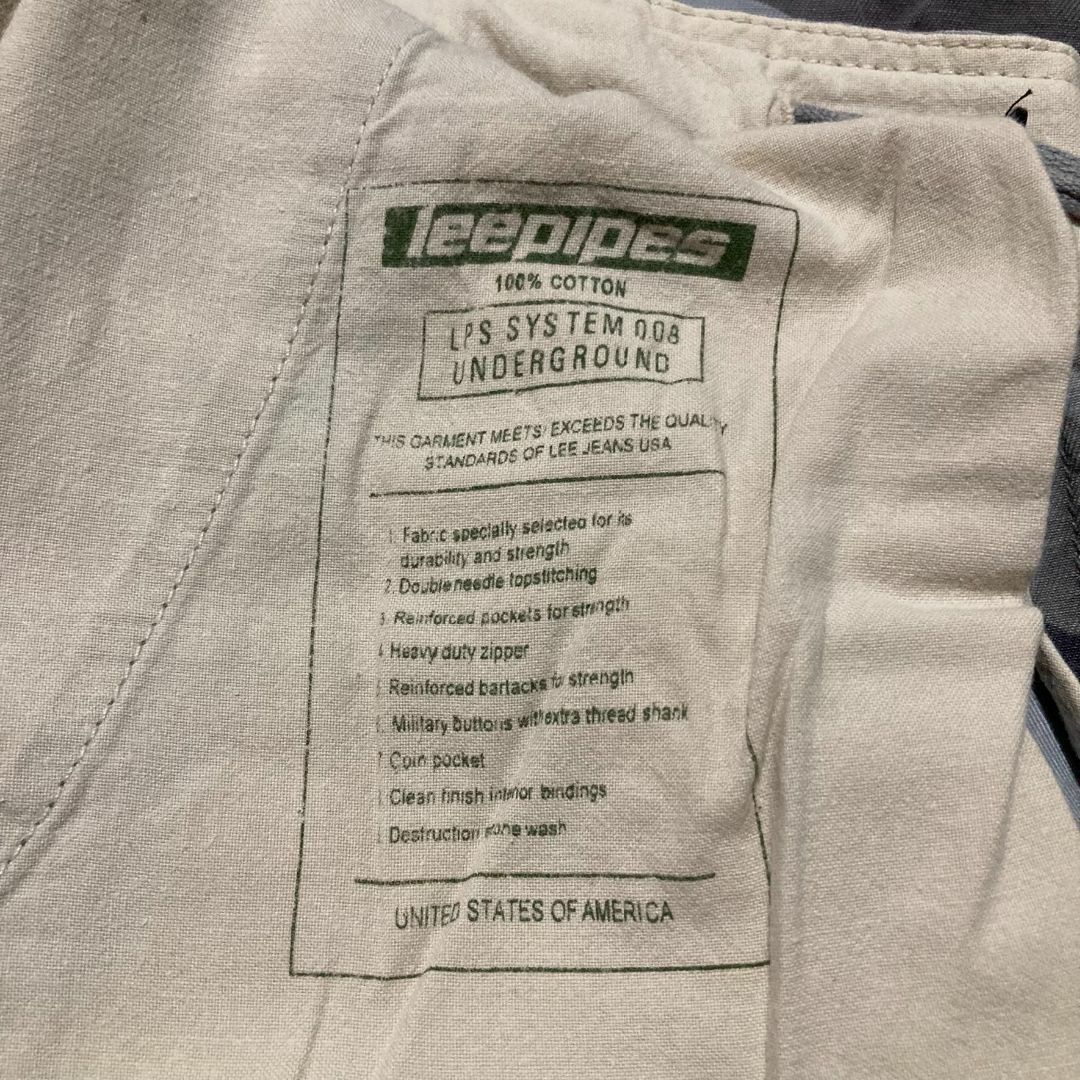 leepipes
100% COTTON
LPS SYSTEM 008
UNDERGROUND
THIS GARMENT MEETS/EXCEEDS THE QUALITY
STANDARDS OF LEE JEANS USA
1. Fabric specially selected for its
durability and strength
2. Double needle topstitching
3. Reinforced pockets for strength
4. Heavy duty zipper
Reinforced bartacks for strength
Military buttons with extra thread shank
7. Coin pocket
Clean finish interior bindings
Destruction stone wash
UNITED STATES OF AMERICA